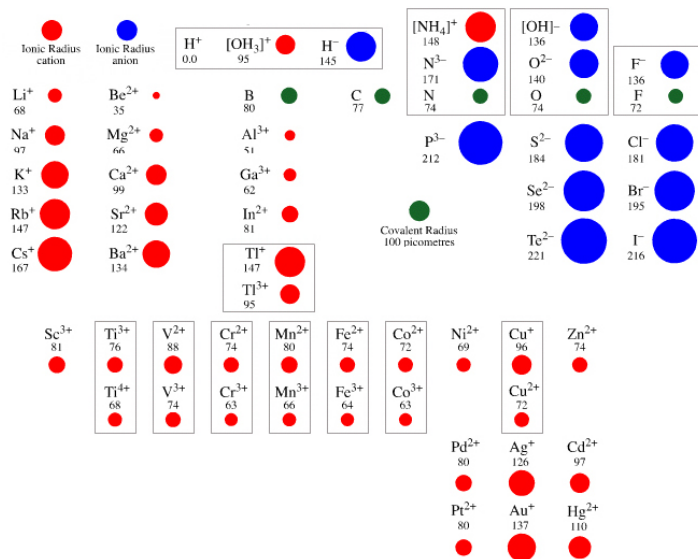 H⁺ [OH₃]⁺ H⁻ [NH₄]⁺ [OH]⁻
0.0 95 145 148 136
Ionic Radius Ionic Radius
cation anion
N³⁻ O²⁻ F⁻
171 140 136
Li⁺ Be²⁺ B C N O F
68 35 80 77 74 74 72
Na⁺ Mg²⁺ Al³⁺ P³⁻ S²⁻ Cl⁻
97 66 51 212 184 181
K⁺ Ca²⁺ Ga³⁺ Se²⁻ Br⁻
133 99 62 198 195
Rb⁺ Sr²⁺ In²⁺
147 122 81
Covalent Radius
100 picometres
Cs⁺ Ba²⁺ Tl⁺ Te²⁻ I⁻
167 134 147 221 216
Tl³⁺
95
Sc³⁺ Ti³⁺ V²⁺ Cr²⁺ Mn²⁺ Fe²⁺ Co²⁺ Ni²⁺ Cu⁺ Zn²⁺
81 76 88 74 80 74 72 69 96 74
Ti⁴⁺ V³⁺ Cr³⁺ Mn³⁺ Fe³⁺ Co³⁺ Cu²⁺
68 74 63 66 64 63 72
Pd²⁺ Ag⁺ Cd²⁺
80 126 97
Pt²⁺ Au⁺ Hg²⁺
80 137 110